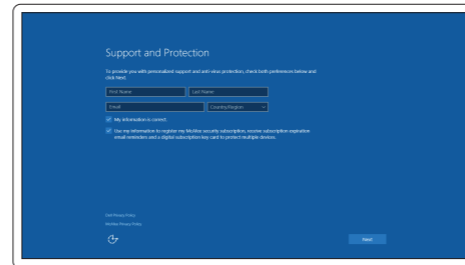 Support and Protection
To provide you with personalized support and anti-virus protection, check both preferences below and
click Next.
First Name
Last Name
Email
Country/Region
My information is correct.
Use my information to register my McAfee security subscription, receive subscription expiration
email reminders and a digital subscription key card to protect multiple devices.
Dell Privacy Policy
McAfee Privacy Policy
Next